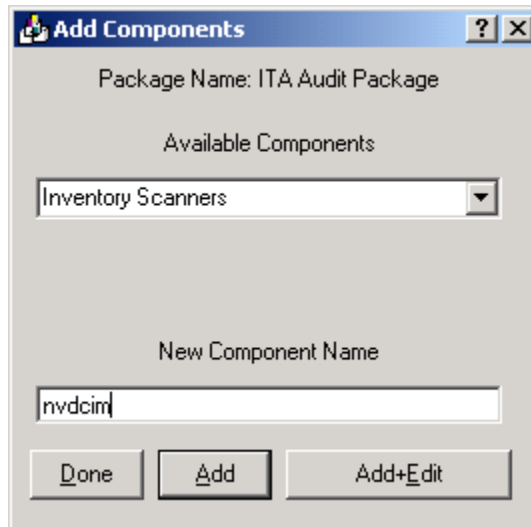 Add Components
Package Name: ITA Audit Package
Available Components
Inventory Scanners
New Component Name
nvdcim
Done Add Add+Edit